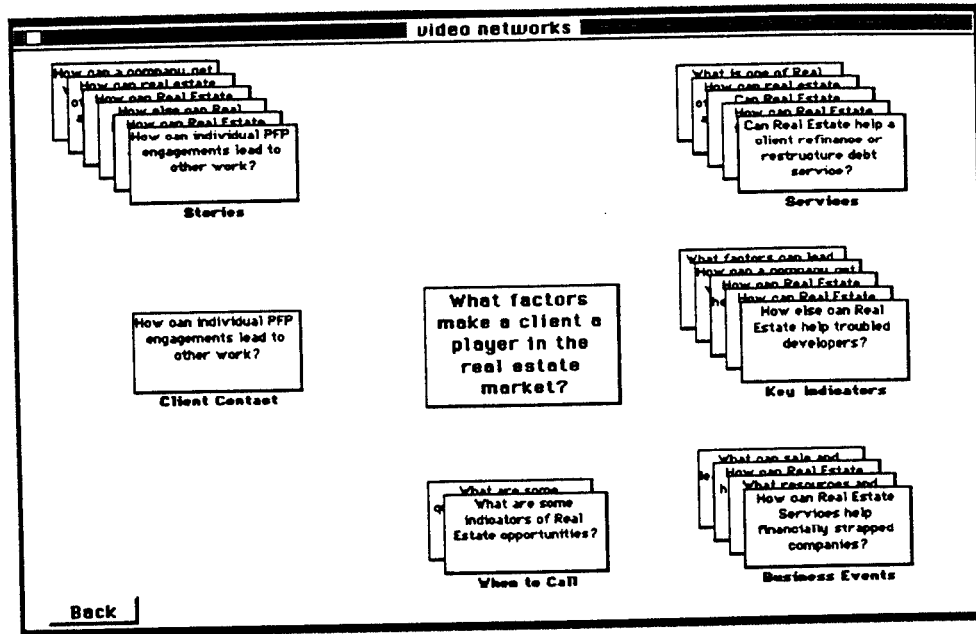 video networks
How can a company get
How can real estate
How can Real Estate
How else can Real
How can Real Estate
How can individual PFP
engagements lead to
other work?
Stories
What is one of Real
How can real estate
Can Real Estate
How can Real Estate
Can Real Estate help a
client refinance or
restructure debt
service?
Services
How can individual PFP
engagements lead to
other work?
Client Contact
What factors
make a client a
player in the
real estate
market?
What factors can lead
How can a company get
How can Real Estate
How can Real Estate
How else can Real
Estate help troubled
developers?
Key Indicators
What are some
What are some
indicators of Real
Estate opportunities?
When to Call
What can sale and
How can Real Estate
What resources and
How can Real Estate
Services help
financially strapped
companies?
Business Events
Back